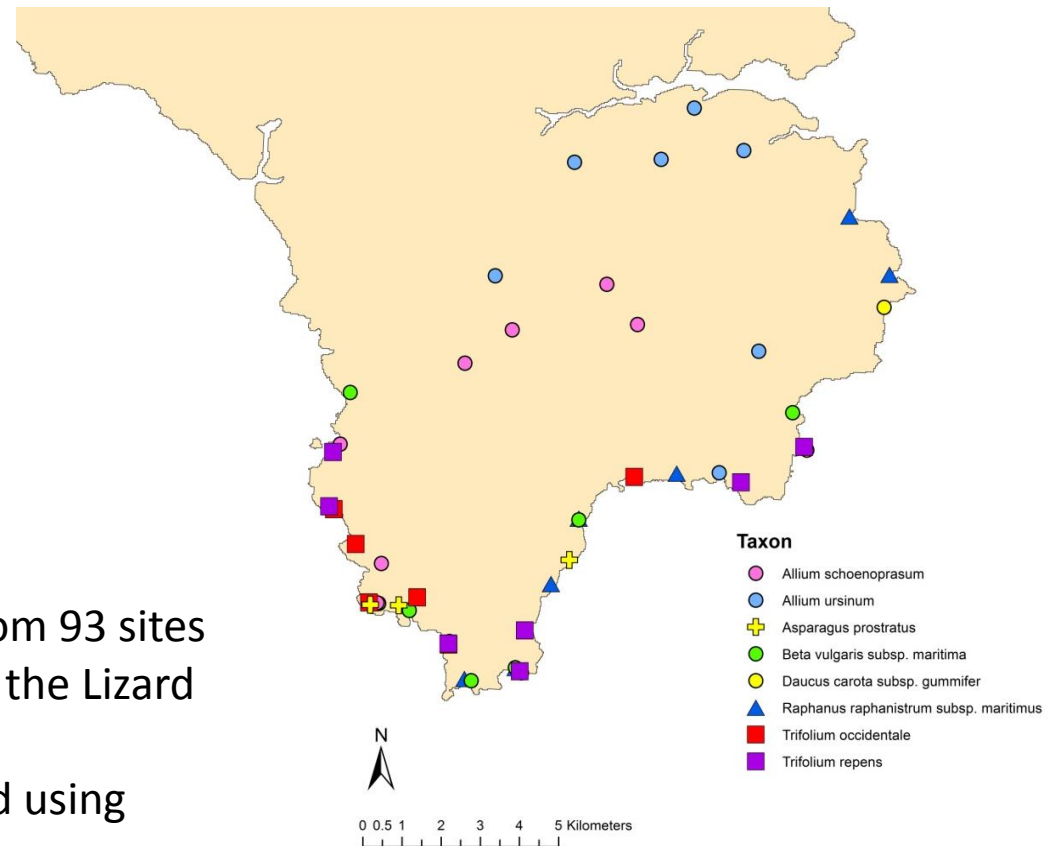 om 93 sites
the Lizard
d using
Taxon
Allium schoenoprasum
Allium ursinum
Asparagus prostratus
Beta vulgaris subsp. maritima
Daucus carota subsp. gummifer
Raphanus raphanistrum subsp. maritimus
Trifolium occidentale
Trifolium repens
N
0 0.5 1 2 3 4 5 Kilometers